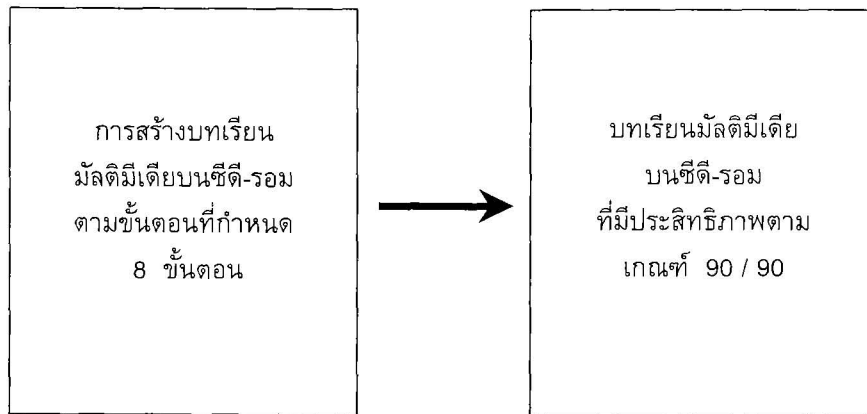 การสร้างบทเรียน
มัลติมีเดียบนซีดี-รอม
ตามขั้นตอนที่กำหนด
8 ขั้นตอน
บทเรียนมัลติมีเดีย
บนซีดี-รอม
ที่มีประสิทธิภาพตาม
เกณฑ์ 90 / 90